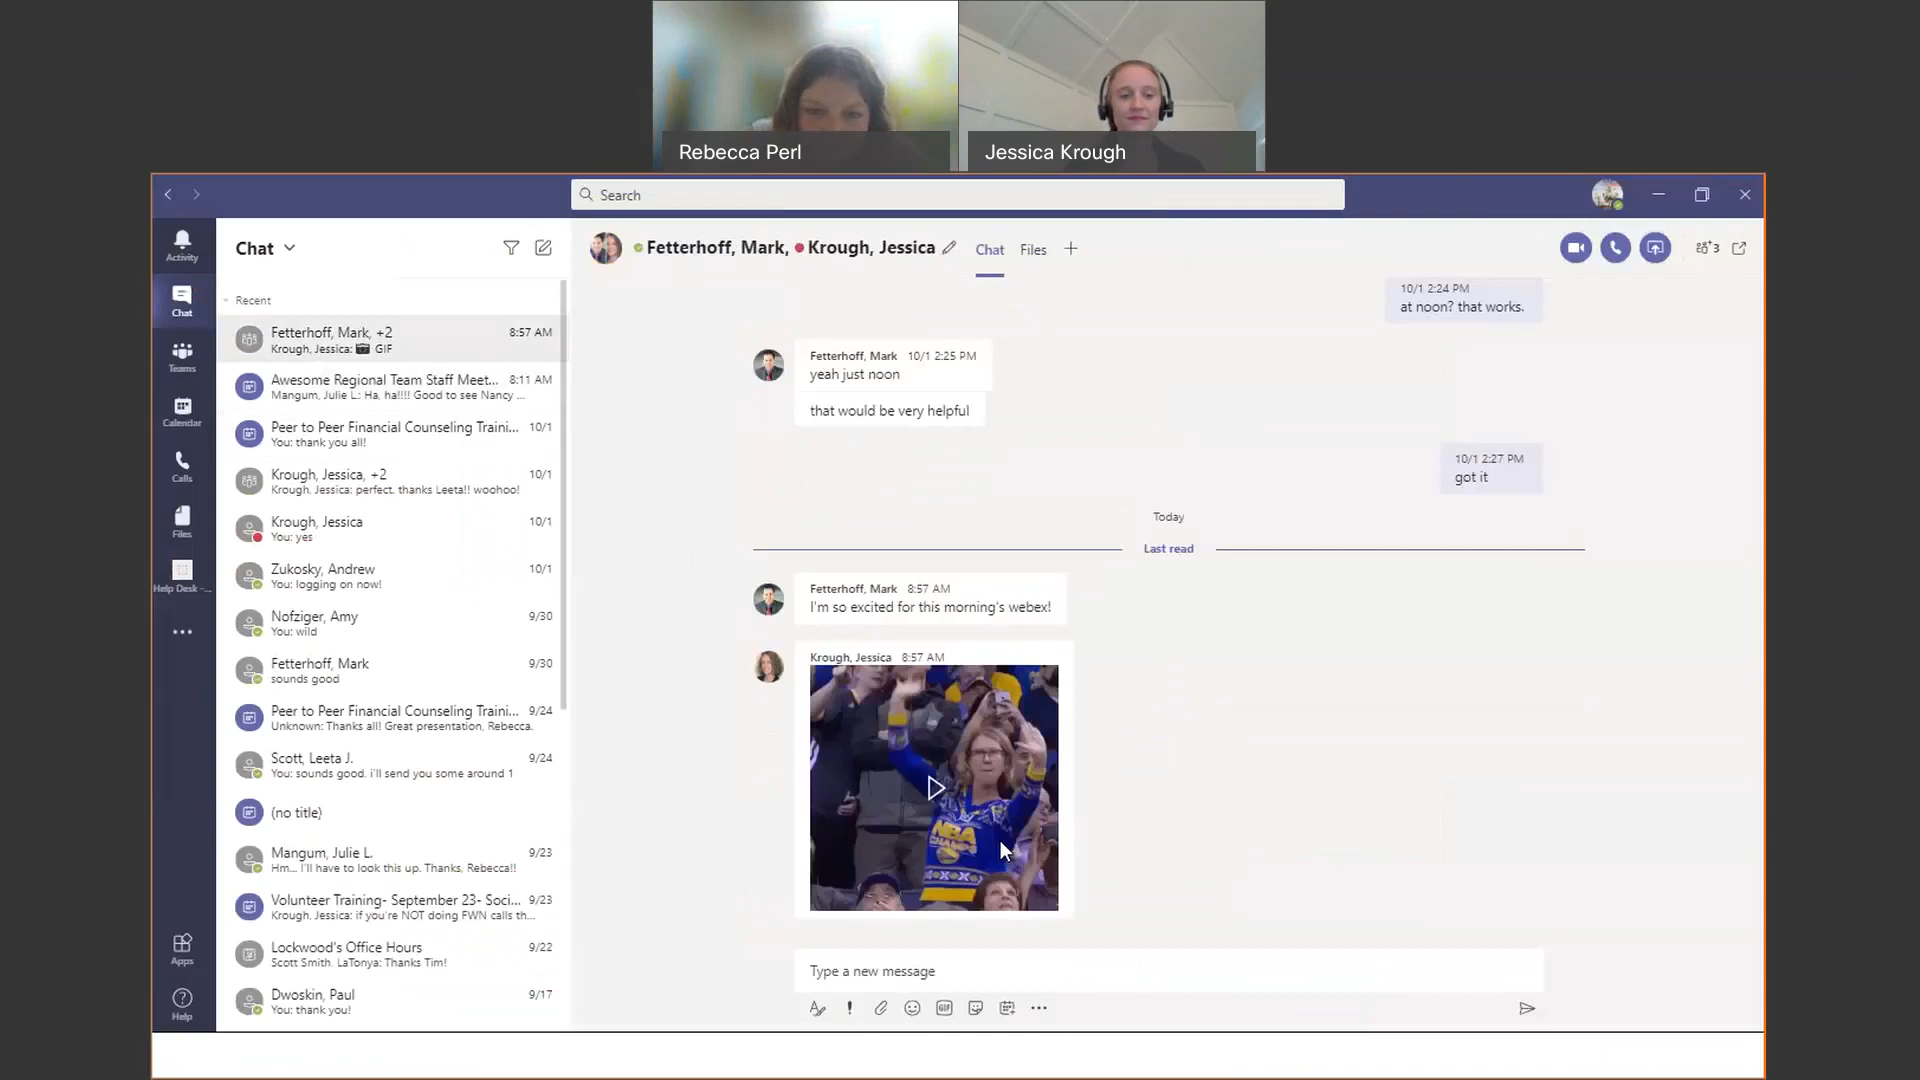 Rebecca Perl
Jessica Krough
Search
Activity
Chat
Teams
Calendar
Calls
Files
Help Desk -...
Apps
Help
Chat
Recent
Fetterhoff, Mark, +2 8:57 AM
Krough, Jessica: GIF
Awesome Regional Team Staff Meet... 8:11 AM
Mangum, Julie L.: Ha, ha!!!! Good to see Nancy ...
Peer to Peer Financial Counseling Traini... 10/1
You: thank you all!
Krough, Jessica, +2 10/1
Krough, Jessica: perfect. thanks Leeta!! woohoo!
Krough, Jessica 10/1
You: yes
Zukosky, Andrew 10/1
You: logging on now!
Nofziger, Amy 9/30
You: wild
Fetterhoff, Mark 9/30
sounds good
Peer to Peer Financial Counseling Traini... 9/24
Unknown: Thanks all! Great presentation, Rebecca.
Scott, Leeta J. 9/24
You: sounds good. i'll send you some around 1
(no title)
Mangum, Julie L. 9/23
Hm... I'll have to look this up. Thanks, Rebecca!!
Volunteer Training- September 23- Soci... 9/23
Krough, Jessica: if you're NOT doing FWN calls th...
Lockwood's Office Hours 9/22
Scott Smith, LaTonya: Thanks Tim!
Dwoskin, Paul 9/17
You: thank you!
Fetterhoff, Mark, Krough, Jessica
Chat Files
3
10/1 2:24 PM
at noon? that works.
Fetterhoff, Mark 10/1 2:25 PM
yeah just noon
that would be very helpful
10/1 2:27 PM
got it
Today
Last read
Fetterhoff, Mark 8:57 AM
I'm so excited for this morning's webex!
Krough, Jessica 8:57 AM
NBA
CHAMPS
Type a new message
GIF